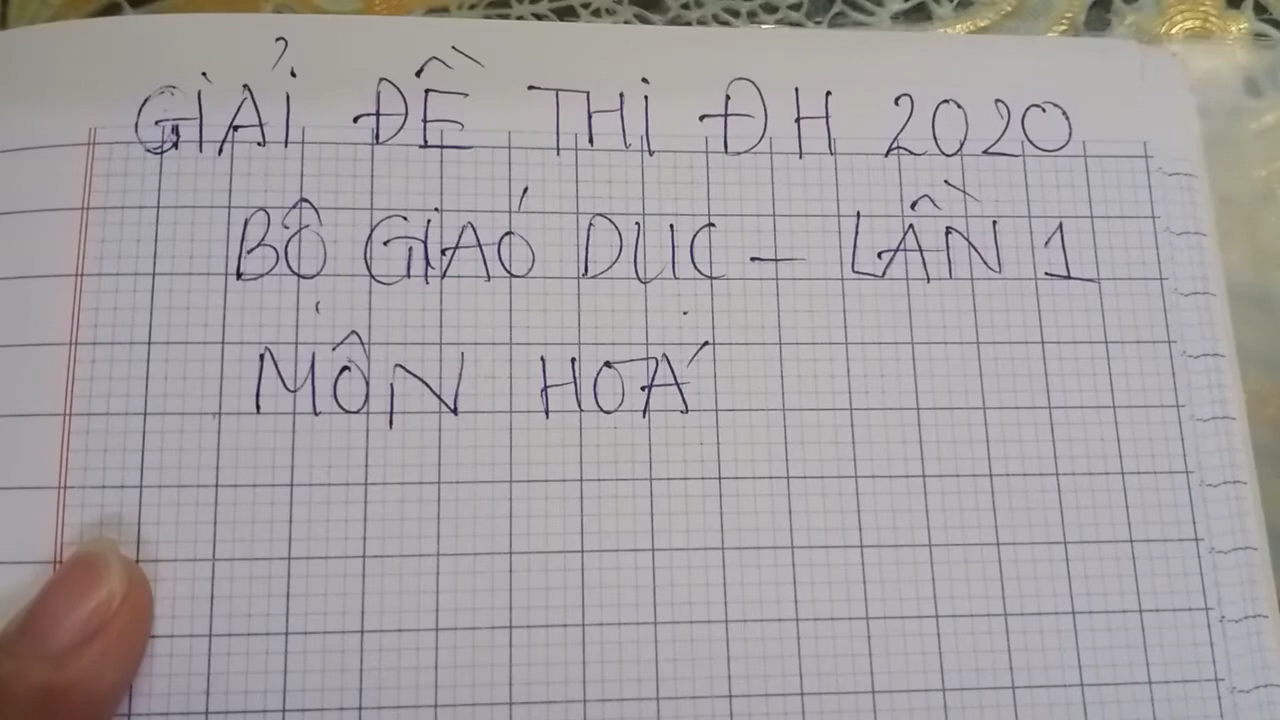 GIẢI ĐỀ THI ĐH 2020
BỘ GIÁO DỤC - LẦN 1
MÔN HOÁ